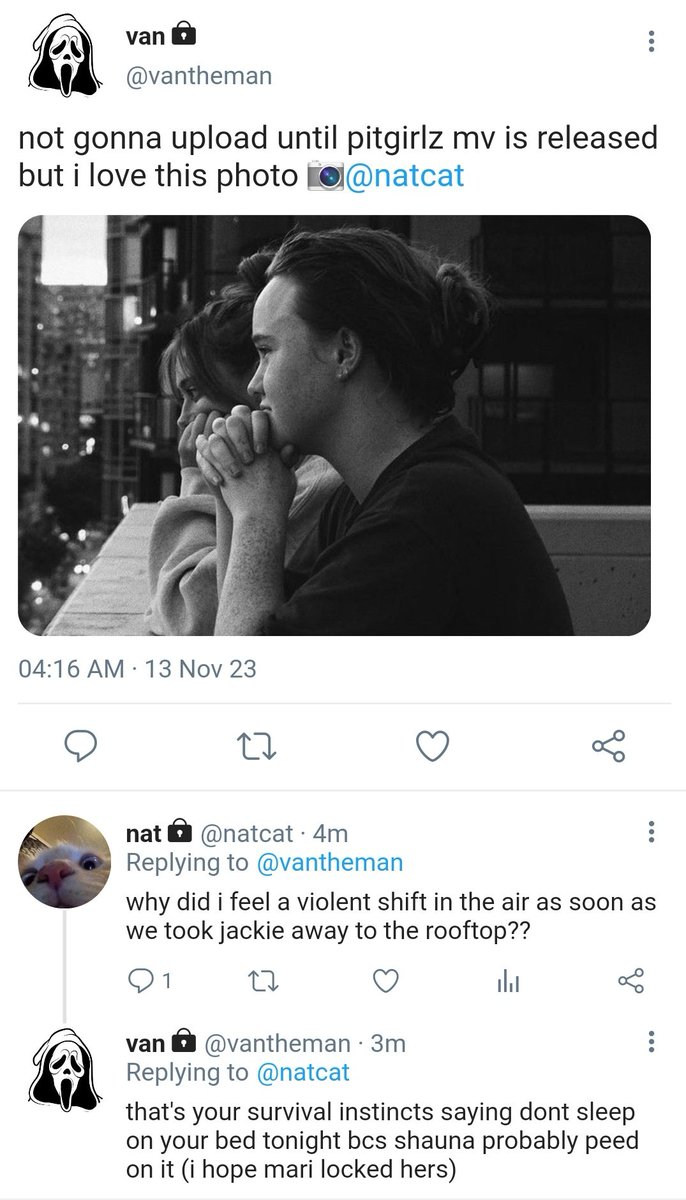 van 🔒
@vantheman
not gonna upload until pitgirlz mv is released
but i love this photo 📷@natcat
04:16 AM · 13 Nov 23
nat 🔒 @natcat · 4m
Replying to @vantheman
why did i feel a violent shift in the air as soon as
we took jackie away to the rooftop??
1
van 🔒 @vantheman · 3m
Replying to @natcat
that's your survival instincts saying dont sleep
on your bed tonight bcs shauna probably peed
on it (i hope mari locked hers)